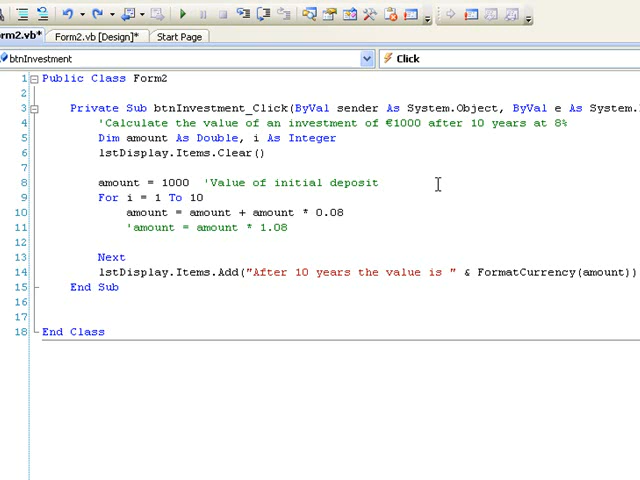 orm2.vb* Form2.vb [Design]* Start Page
btnInvestment Click
1 Public Class Form2
2
3 Private Sub btnInvestment_Click(ByVal sender As System.Object, ByVal e As System.
4 'Calculate the value of an investment of €1000 after 10 years at 8%
5 Dim amount As Double, i As Integer
6 lstDisplay.Items.Clear()
7
8 amount = 1000 'Value of initial deposit
9 For i = 1 To 10
10 amount = amount + amount * 0.08
11 'amount = amount * 1.08
12
13 Next
14 lstDisplay.Items.Add("After 10 years the value is " & FormatCurrency(amount))
15 End Sub
16
17
18 End Class